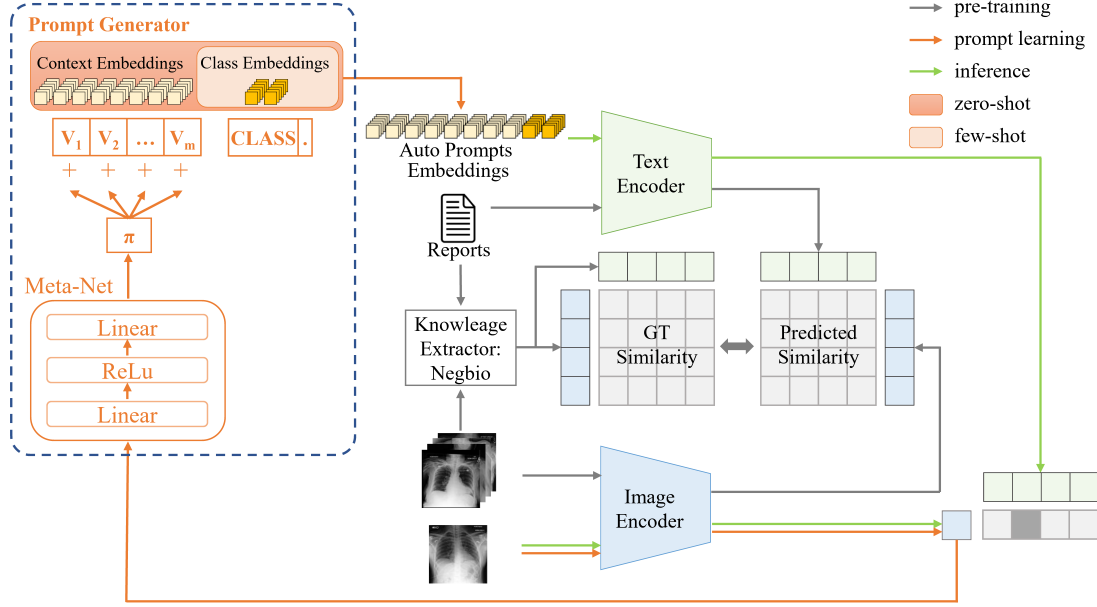 Prompt Generator
Context Embeddings
Class Embeddings
V1
V2
...
Vm
CLASS
.
+
+
+
+
π
Meta-Net
Linear
ReLu
Linear
Auto Prompts
Embeddings
Reports
Knowleage
Extractor:
Negbio
Text
Encoder
GT
Similarity
Predicted
Similarity
Image
Encoder
pre-training
prompt learning
inference
zero-shot
few-shot